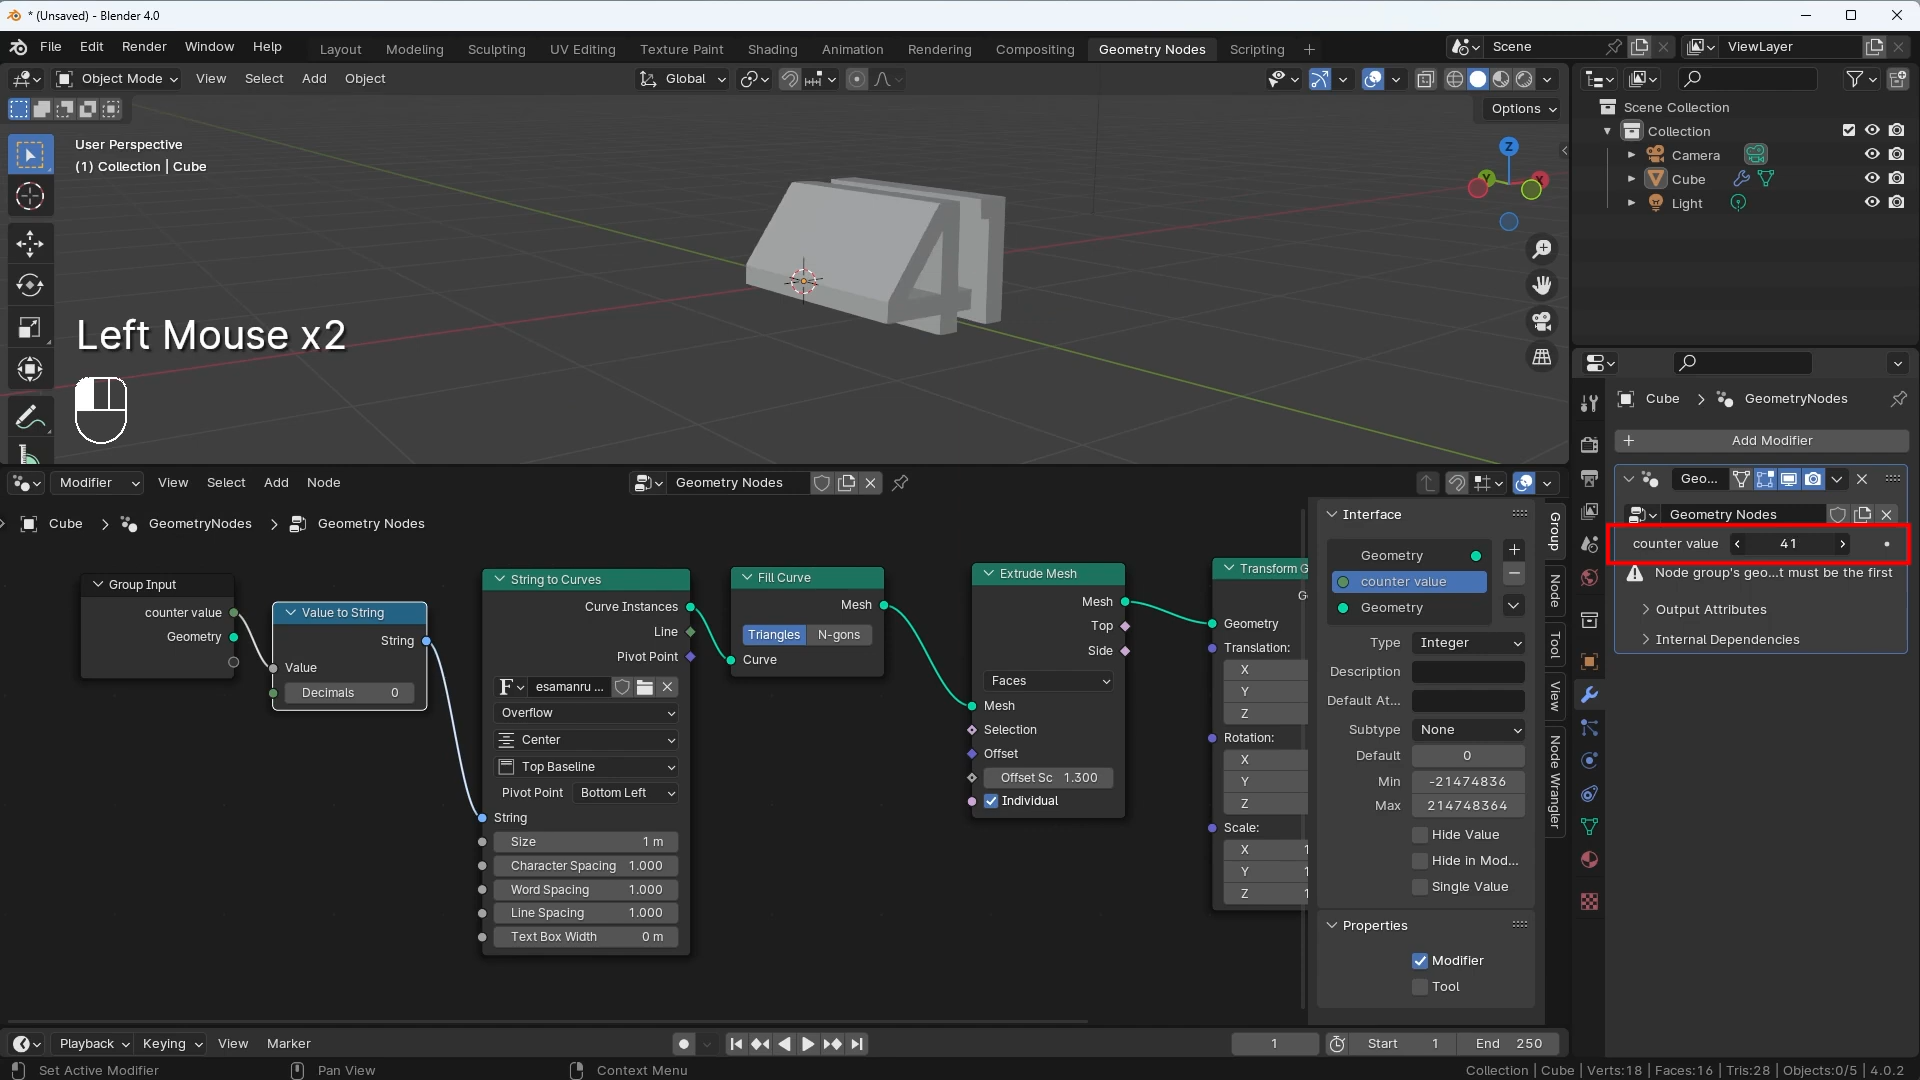 * (Unsaved) - Blender 4.0
File Edit Render Window Help
Layout Modeling Sculpting UV Editing Texture Paint Shading Animation Rendering Compositing Geometry Nodes Scripting +
Scene
ViewLayer
Object Mode View Select Add Object
Global
Options
User Perspective
(1) Collection | Cube
Z
Y
X
Left Mouse x2
Scene Collection
Collection
Camera
Cube
Light
Cube > GeometryNodes
+ Add Modifier
Geo...
Geometry Nodes
counter value 41
Node group's geo...t must be the first
Output Attributes
Internal Dependencies
Modifier View Select Add Node
Geometry Nodes
Cube > GeometryNodes > Geometry Nodes
Group Input
counter value
Geometry
Value to String
String
Value
Decimals 0
String to Curves
Curve Instances
Line
Pivot Point
F esamanru ...
Overflow
Center
Top Baseline
Pivot Point Bottom Left
String
Size 1 m
Character Spacing 1.000
Word Spacing 1.000
Line Spacing 1.000
Text Box Width 0 m
Fill Curve
Mesh
Triangles N-gons
Curve
Extrude Mesh
Mesh
Top
Side
Faces
Mesh
Selection
Offset
Offset Sc 1.300
Individual
Transform G
G
Geometry
Translation:
X
Y
Z
Rotation:
X
Y
Z
Scale:
X 1
Y 1
Z 1
Interface
Geometry
counter value
Geometry
Type Integer
Description
Default At...
Subtype None
Default 0
Min -21474836
Max 214748364
Hide Value
Hide in Mod...
Single Value
Properties
Modifier
Tool
Group
Node
Tool
View
Node Wrangler
Playback Keying View Marker
1
Start 1
End 250
Set Active Modifier
Pan View
Context Menu
Collection | Cube | Verts:18 | Faces:16 | Tris:28 | Objects:0/5 | 4.0.2